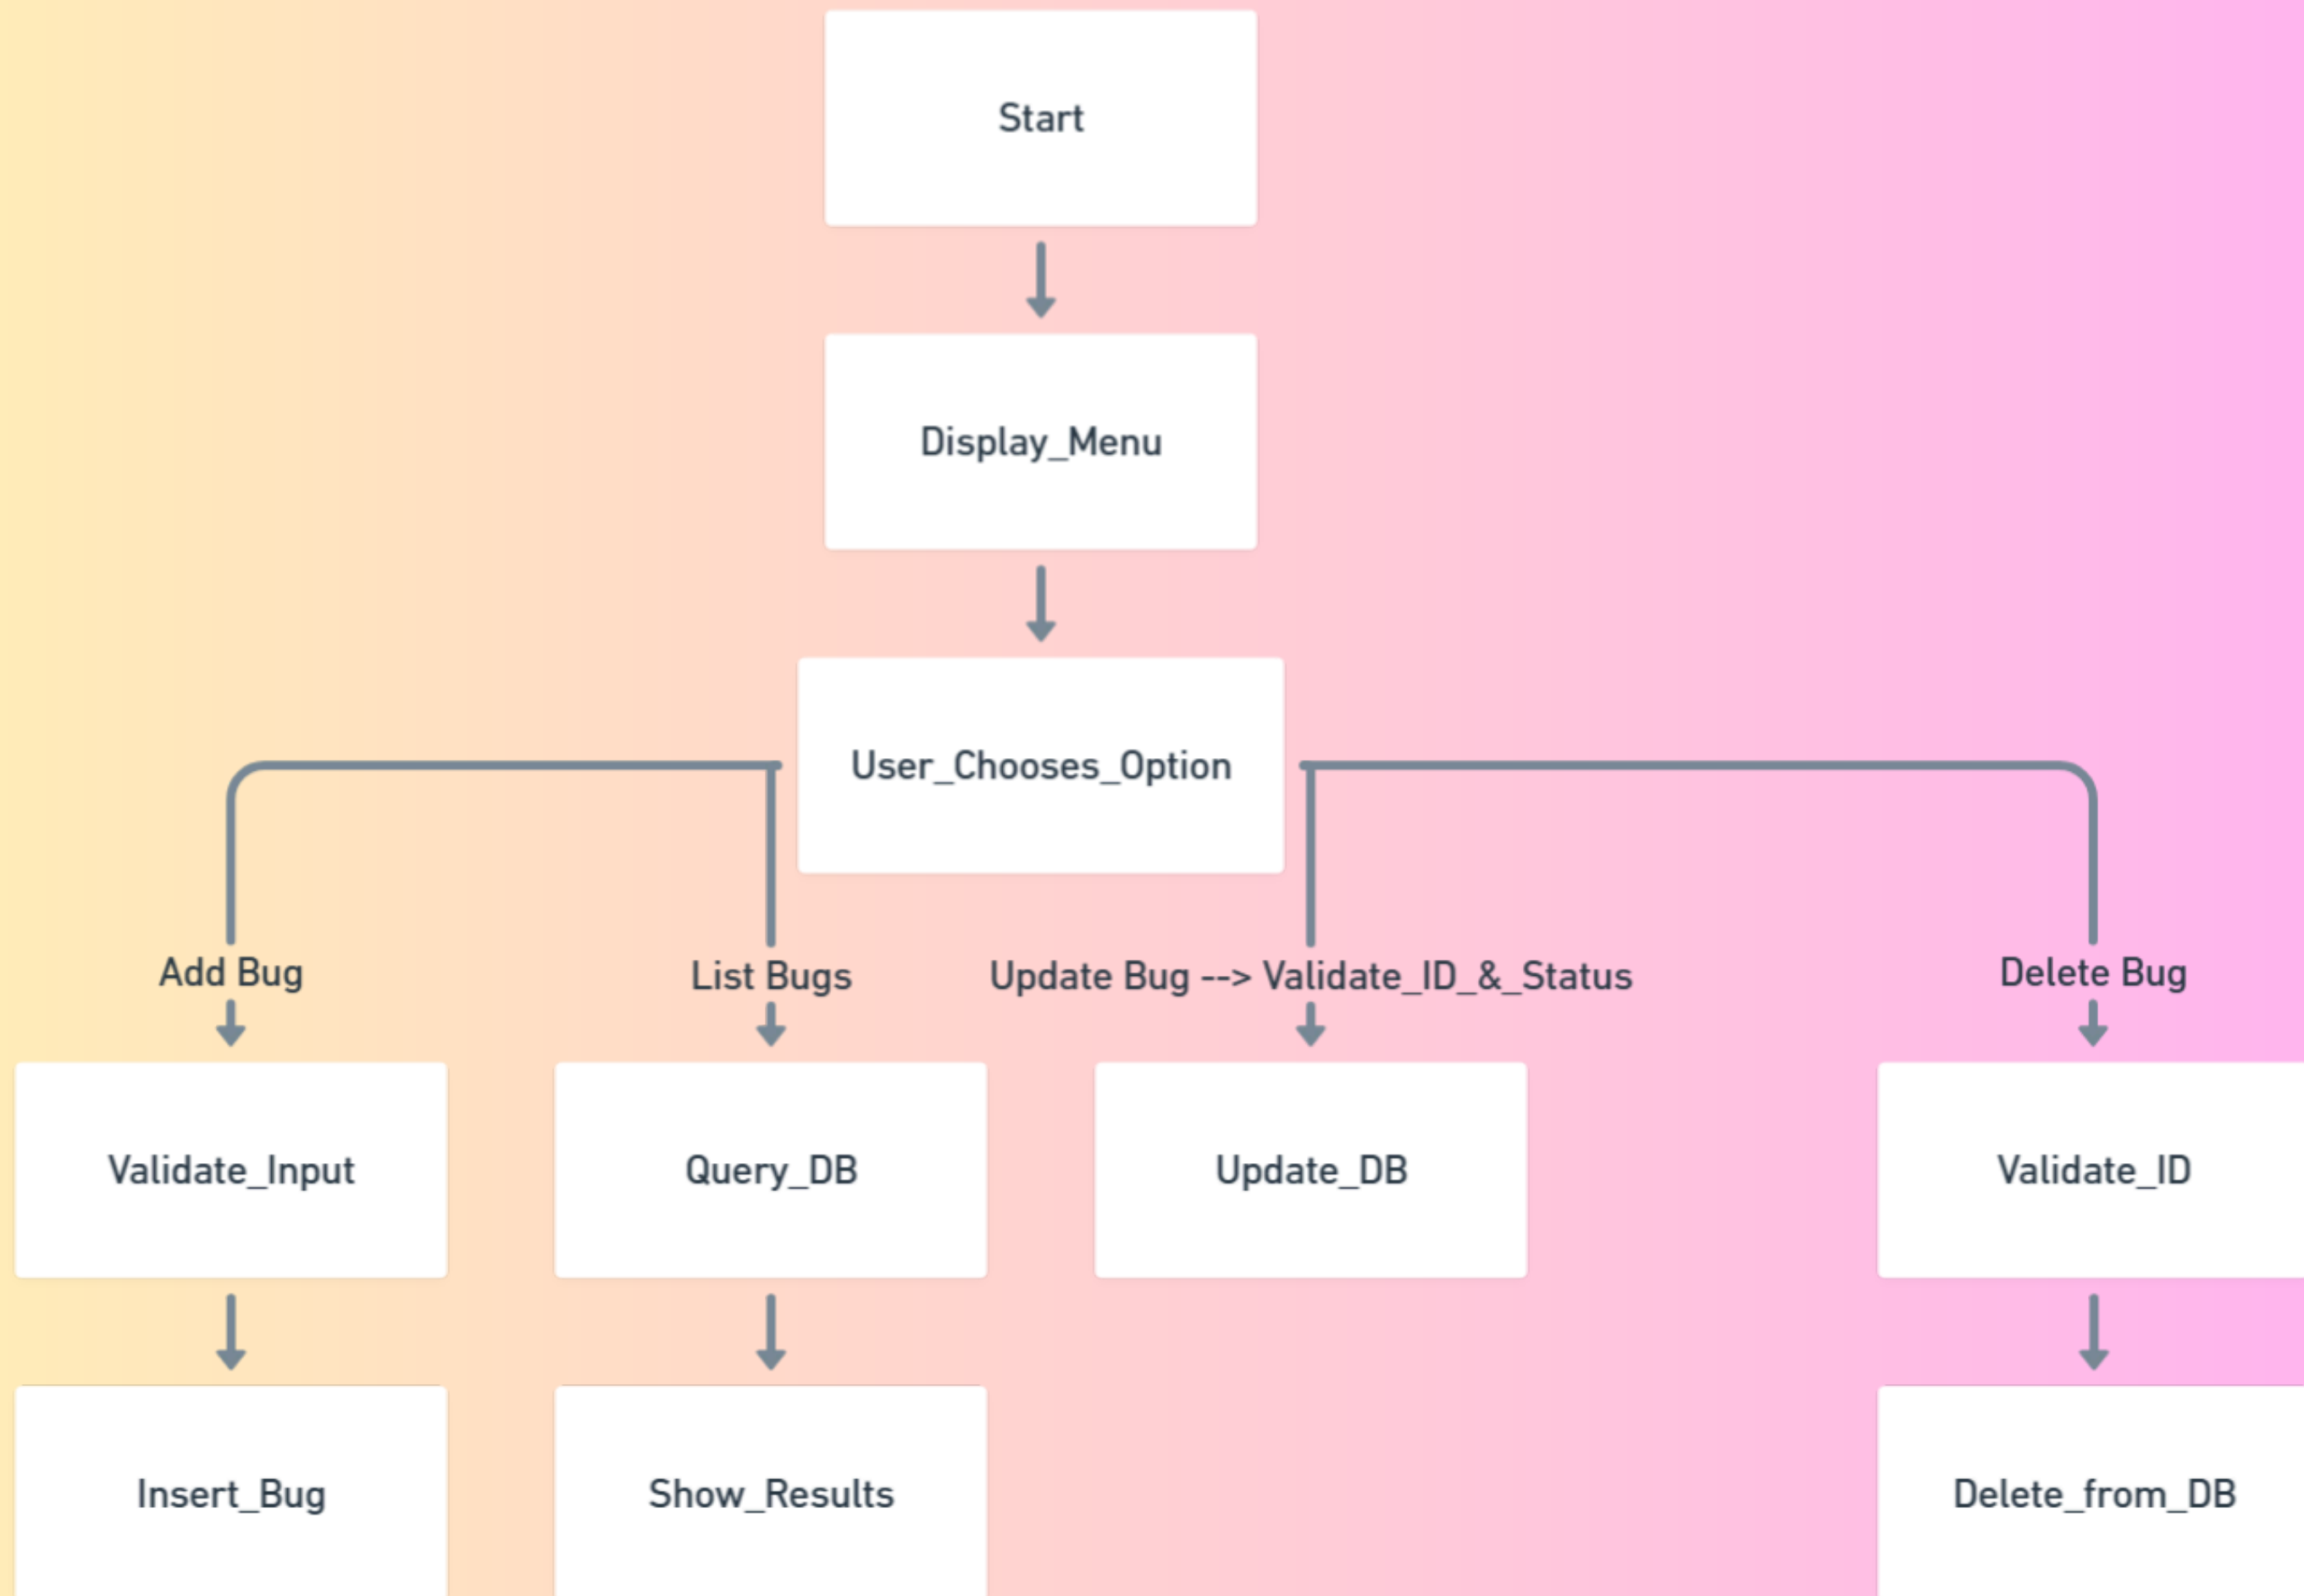 Start
Display_Menu
User_Chooses_Option
Add Bug
List Bugs
Update Bug --> Validate_ID_&_Status
Delete Bug
Validate_Input
Query_DB
Update_DB
Validate_ID
Insert_Bug
Show_Results
Delete_from_DB